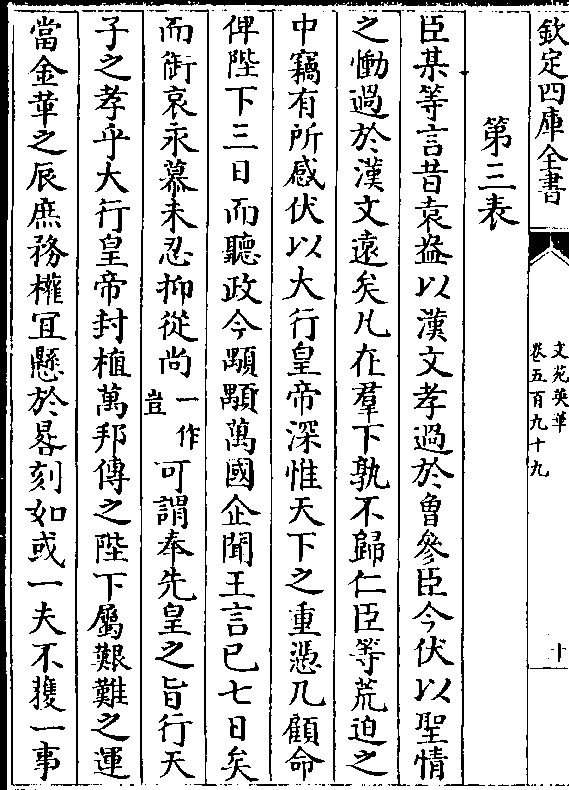 欽定四庫全書
文苑英華
卷五百九十九
十
第三表
臣某等言昔袁盎以漢文孝過於曾參臣今伏以聖情
之慟過於漢文遠矣凡在羣下孰不歸仁臣等荒迫之
中竊有所感伏以大行皇帝深惟天下之重憑几顧命
俾陛下三日而聽政今顒顒萬國企聞王言已七日矣
而銜哀永慕未忍抑從尚一作豈可謂奉先皇之旨行天
子之孝乎大行皇帝封植萬邦傳之陛下屬艱難之運
當金革之辰庶務權宜懸於晷刻如或一夫不獲一事